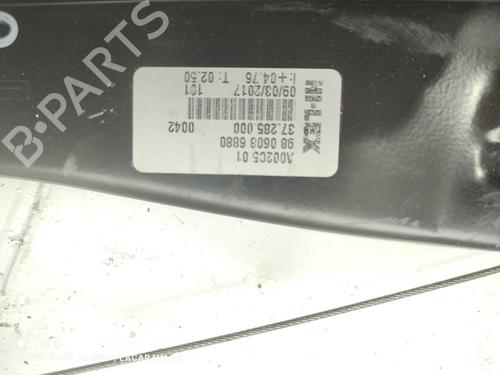 HI-LEX
A002C5 01
98 0608 6880
37.285.000 0042
09/03/2017 101
I:+04.76 T: 02.50
B-PARTS